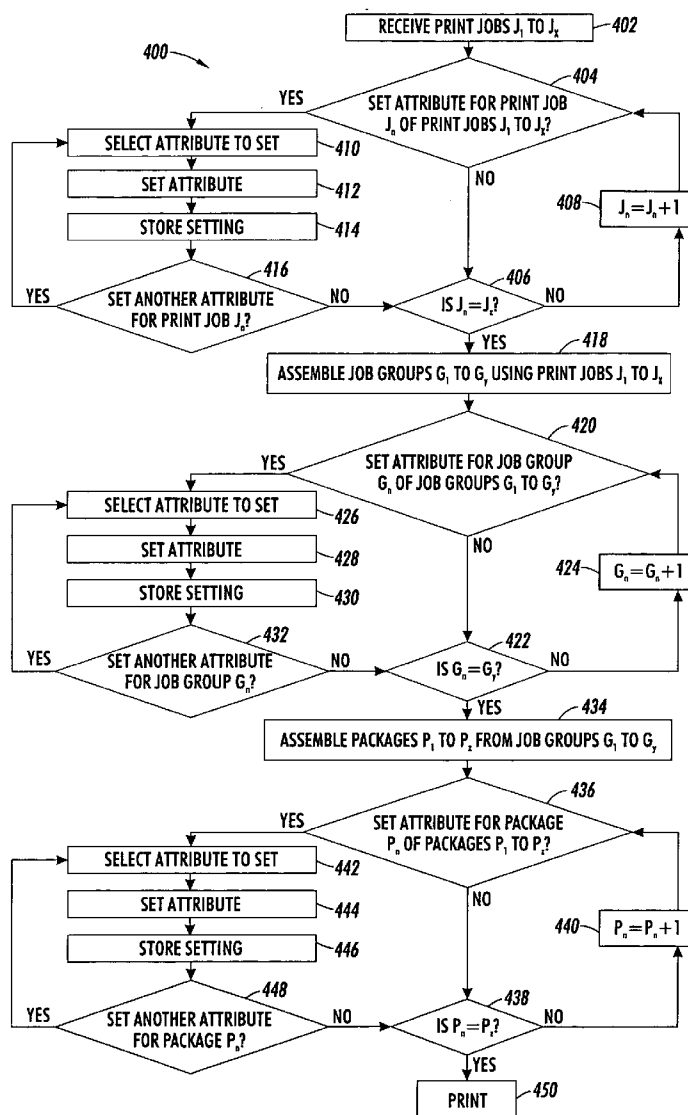 RECEIVE PRINT JOBS J₁ TO Jₓ
402
400
404
YES
SET ATTRIBUTE FOR PRINT JOB
Jₙ OF PRINT JOBS J₁ TO Jₓ?
SELECT ATTRIBUTE TO SET
410
SET ATTRIBUTE
412
NO
408
Jₙ=Jₙ+1
STORE SETTING
414
416
406
YES
SET ANOTHER ATTRIBUTE
FOR PRINT JOB Jₙ?
NO
IS Jₙ=Jₓ?
NO
YES
418
ASSEMBLE JOB GROUPS G₁ TO Gᵧ USING PRINT JOBS J₁ TO Jₓ
420
YES
SET ATTRIBUTE FOR JOB GROUP
Gₙ OF JOB GROUPS G₁ TO Gᵧ?
SELECT ATTRIBUTE TO SET
426
SET ATTRIBUTE
428
NO
424
Gₙ=Gₙ+1
STORE SETTING
430
432
422
YES
SET ANOTHER ATTRIBUTE
FOR JOB GROUP Gₙ?
NO
IS Gₙ=Gᵧ?
NO
YES
434
ASSEMBLE PACKAGES P₁ TO P_z FROM JOB GROUPS G₁ TO Gᵧ
436
YES
SET ATTRIBUTE FOR PACKAGE
Pₙ OF PACKAGES P₁ TO P_z?
SELECT ATTRIBUTE TO SET
442
SET ATTRIBUTE
444
NO
440
Pₙ=Pₙ+1
STORE SETTING
446
448
438
YES
SET ANOTHER ATTRIBUTE
FOR PACKAGE Pₙ?
NO
IS Pₙ=P_z?
NO
YES
PRINT
450